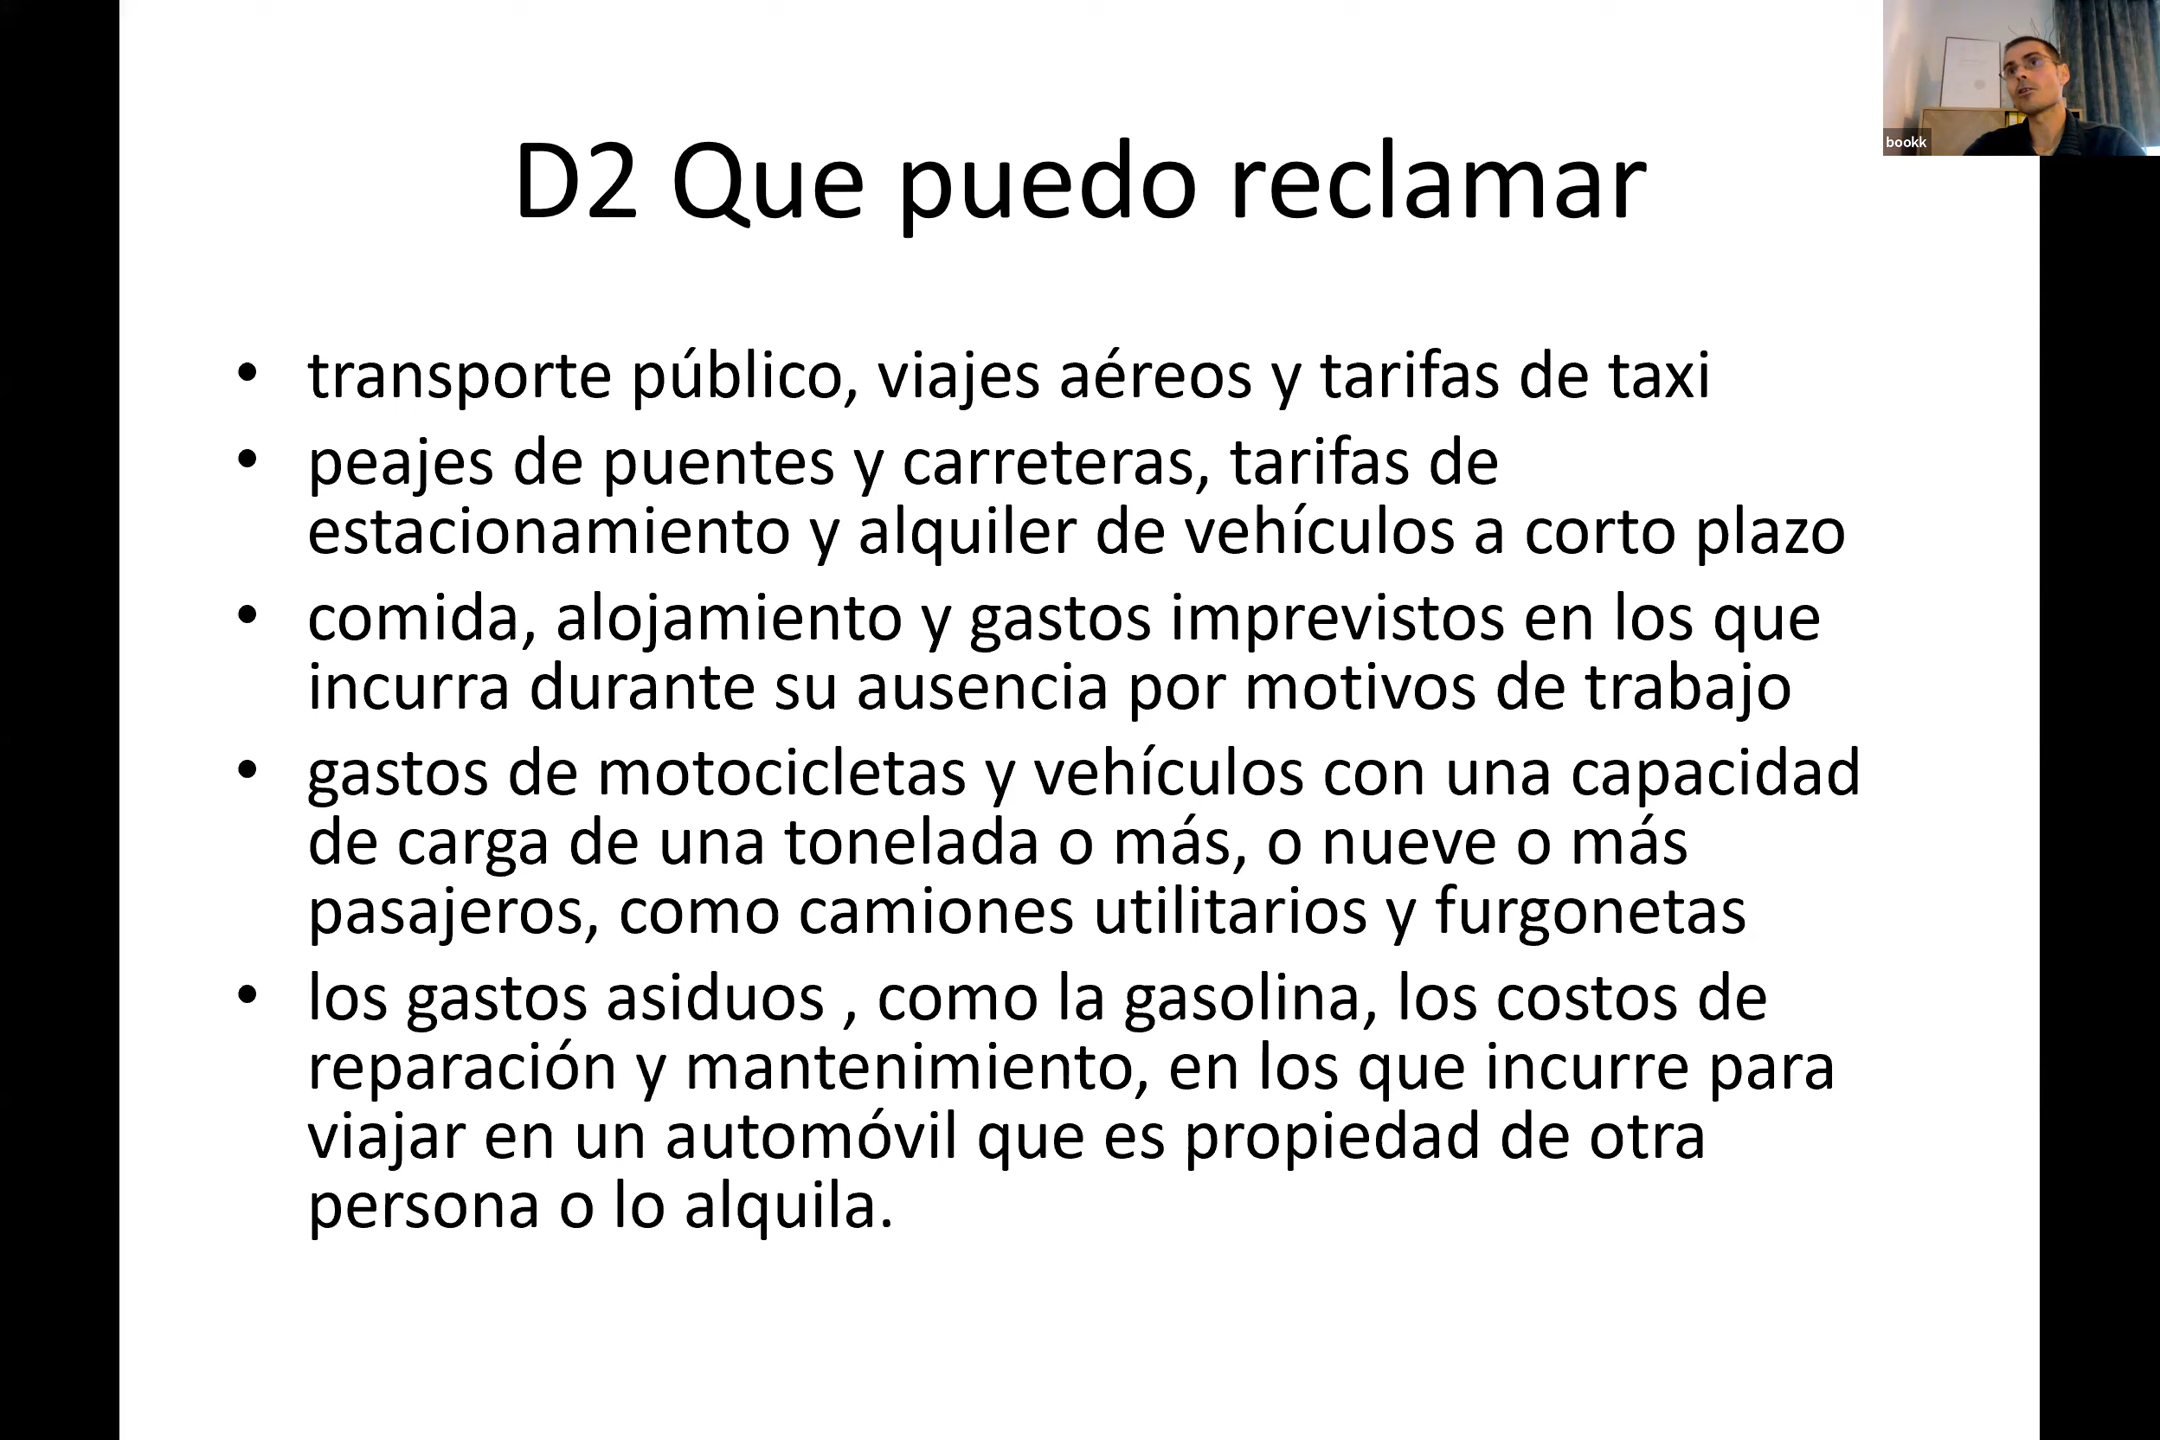 bookk
D2 Que puedo reclamar
• transporte público, viajes aéreos y tarifas de taxi
• peajes de puentes y carreteras, tarifas de
estacionamiento y alquiler de vehículos a corto plazo
• comida, alojamiento y gastos imprevistos en los que
incurra durante su ausencia por motivos de trabajo
• gastos de motocicletas y vehículos con una capacidad
de carga de una tonelada o más, o nueve o más
pasajeros, como camiones utilitarios y furgonetas
• los gastos asiduos , como la gasolina, los costos de
reparación y mantenimiento, en los que incurre para
viajar en un automóvil que es propiedad de otra
persona o lo alquila.